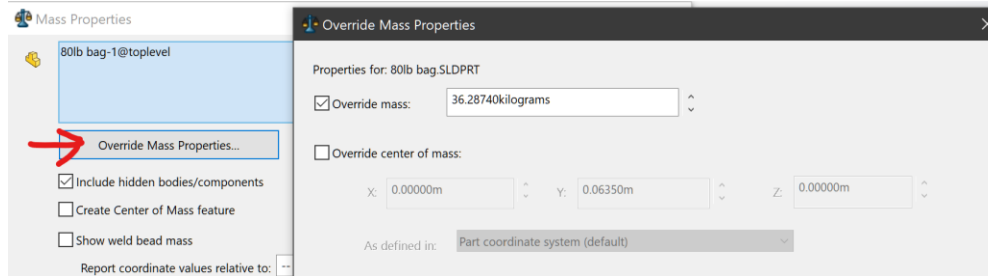 Mass Properties
80lb bag-1@toplevel
Override Mass Properties...
Include hidden bodies/components
Create Center of Mass feature
Show weld bead mass
Report coordinate values relative to: --
Override Mass Properties
Properties for: 80lb bag.SLDPRT
Override mass: 36.28740kilograms
Override center of mass:
X: 0.00000m Y: 0.06350m Z: 0.00000m
As defined in: Part coordinate system (default)